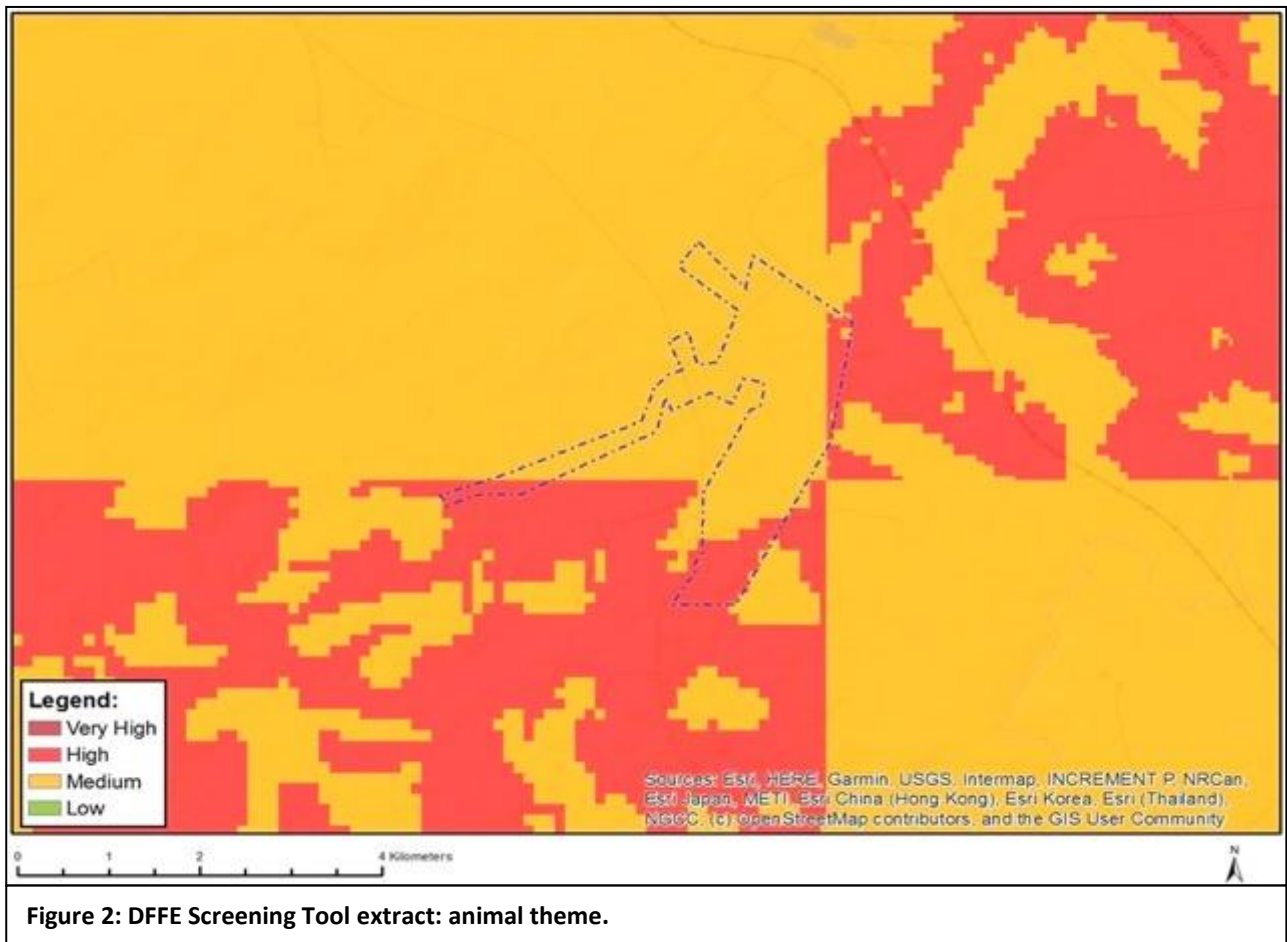 Legend:
Very High
High
Medium
Low
Sources: Esri, HERE, Garmin, USGS, Intermap, INCREMENT P, NRCan,
Esri Japan, METI, Esri China (Hong Kong), Esri Korea, Esri (Thailand),
NGCC, (c) OpenStreetMap contributors, and the GIS User Community
0 1 2 4 Kilometers
N
Figure 2: DFFE Screening Tool extract: animal theme.